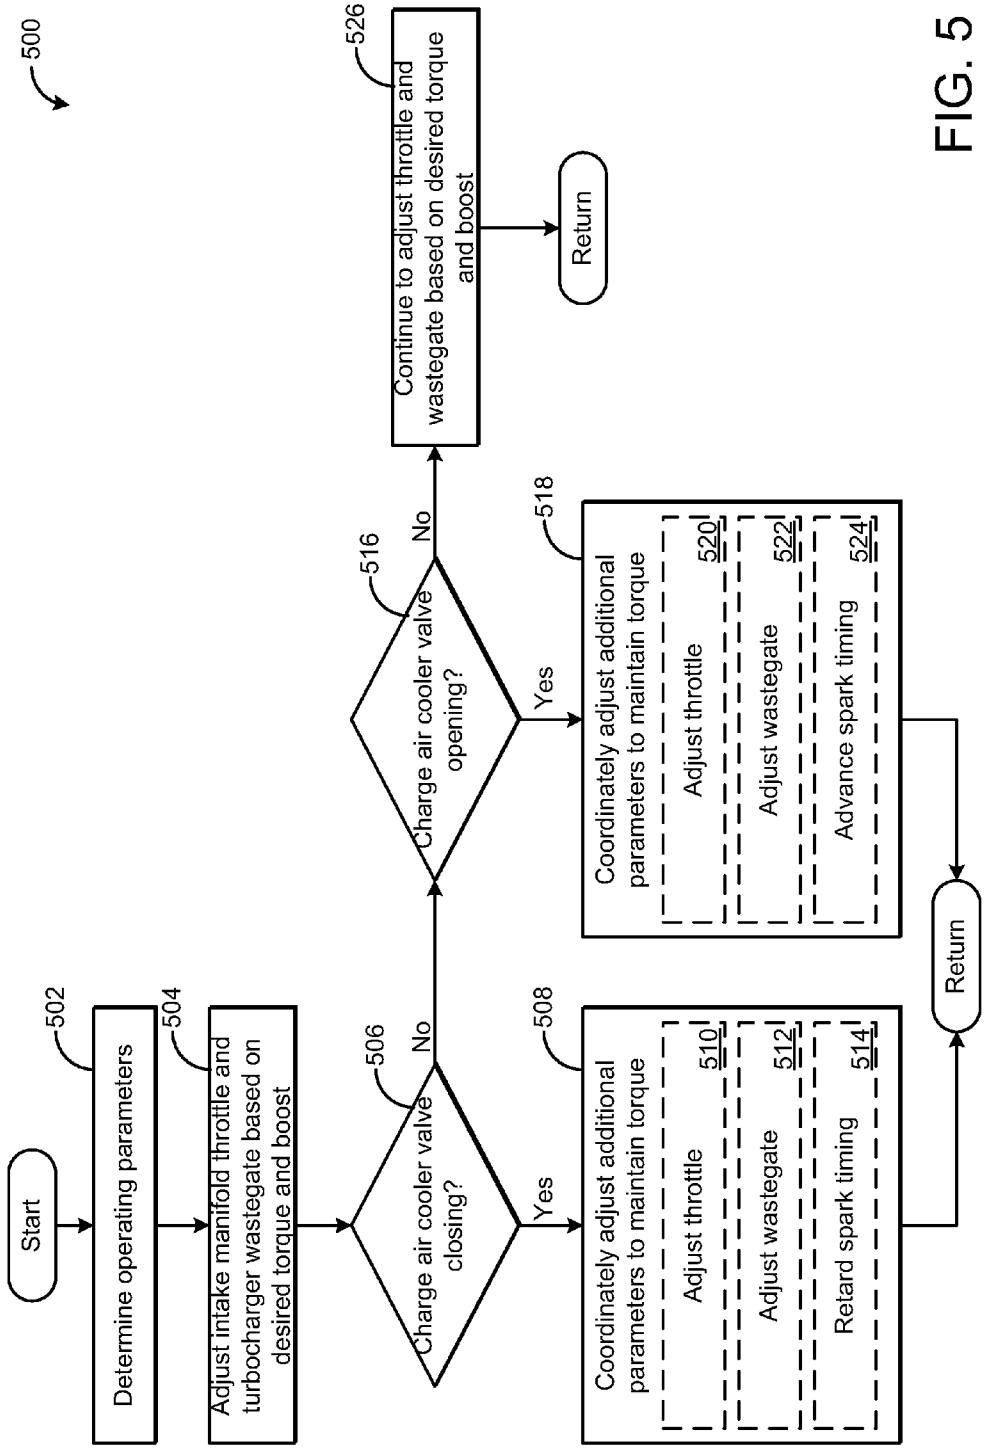 500
Start
502
Determine operating parameters
504
Adjust intake manifold throttle and
turbocharger wastegate based on
desired torque and boost
506
Charge air cooler valve
closing?
No
Yes
508
Coordinately adjust additional
parameters to maintain torque
Adjust throttle
510
Adjust wastegate
512
Retard spark timing
514
516
Charge air cooler valve
opening?
No
Yes
518
Coordinately adjust additional
parameters to maintain torque
Adjust throttle
520
Adjust wastegate
522
Advance spark timing
524
Return
526
Continue to adjust throttle and
wastegate based on desired torque
and boost
Return
FIG. 5